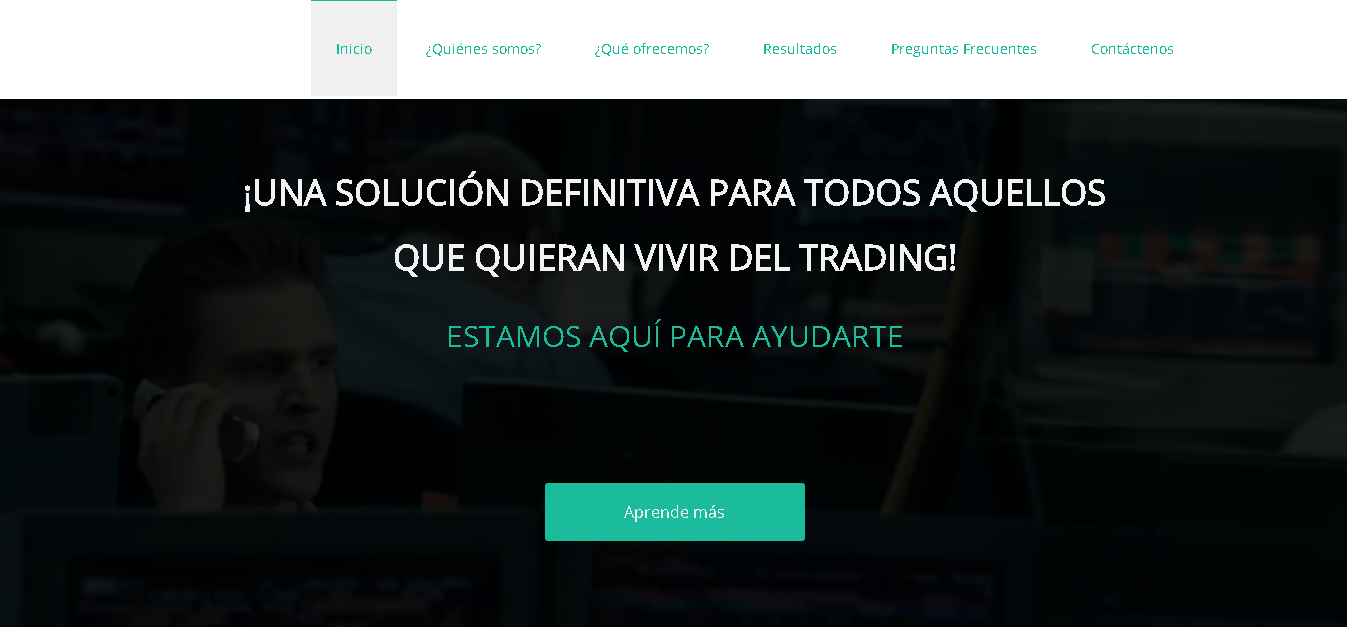 Inicio
¿Quiénes somos?
¿Qué ofrecemos?
Resultados
Preguntas Frecuentes
Contáctenos
¡UNA SOLUCIÓN DEFINITIVA PARA TODOS AQUELLOS
QUE QUIERAN VIVIR DEL TRADING!
ESTAMOS AQUÍ PARA AYUDARTE
Aprende más